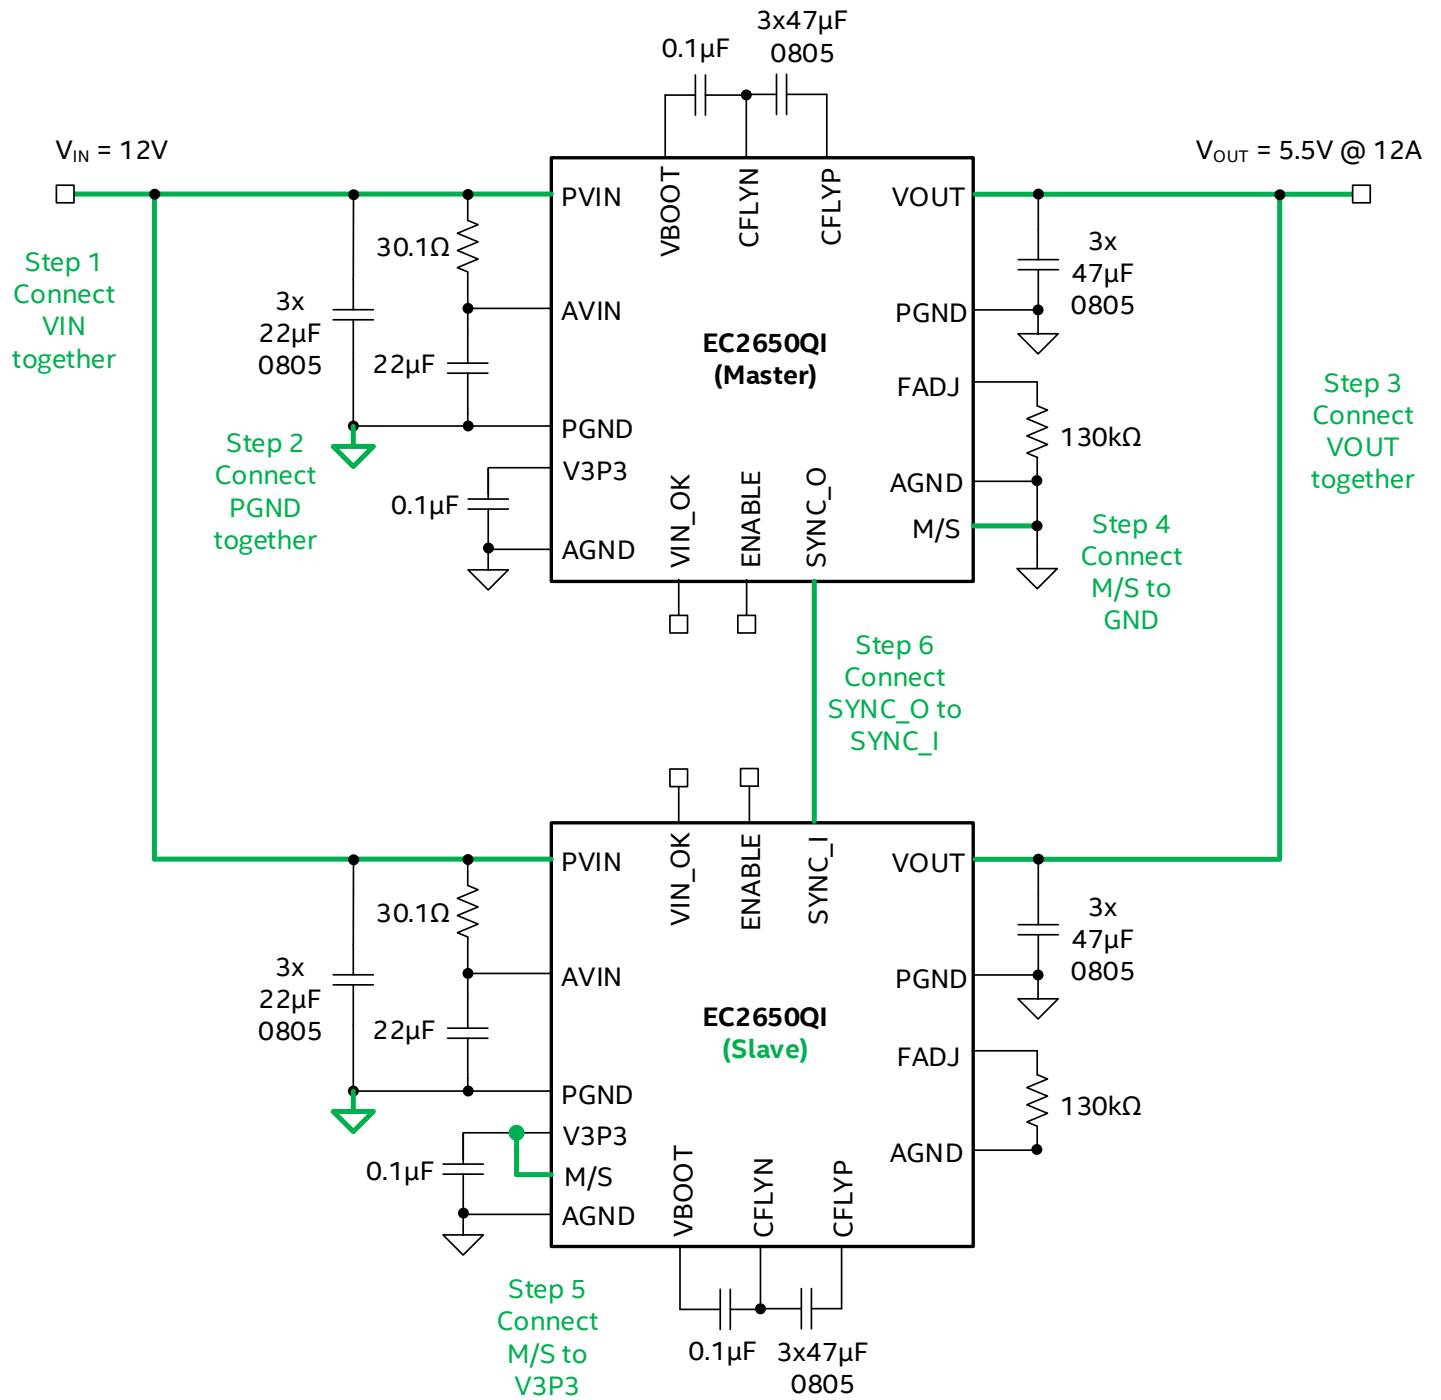 3x47µF
0805
0.1µF
V_IN = 12V
V_OUT = 5.5V @ 12A
Step 1
Connect
VIN
together
3x
22µF
0805
30.1Ω
22µF
Step 2
Connect
PGND
together
0.1µF
PVIN
AVIN
PGND
V3P3
AGND
VBOOT
CFLYN
CFLYP
EC2650QI
(Master)
VIN_OK
ENABLE
SYNC_O
VOUT
PGND
FADJ
AGND
M/S
3x
47µF
0805
130kΩ
Step 3
Connect
VOUT
together
Step 4
Connect
M/S to
GND
Step 6
Connect
SYNC_O to
SYNC_I
3x
22µF
0805
30.1Ω
22µF
0.1µF
PVIN
AVIN
PGND
V3P3
M/S
AGND
VIN_OK
ENABLE
SYNC_I
EC2650QI
(Slave)
VBOOT
CFLYN
CFLYP
VOUT
PGND
FADJ
AGND
3x
47µF
0805
130kΩ
Step 5
Connect
M/S to
V3P3
0.1µF
3x47µF
0805